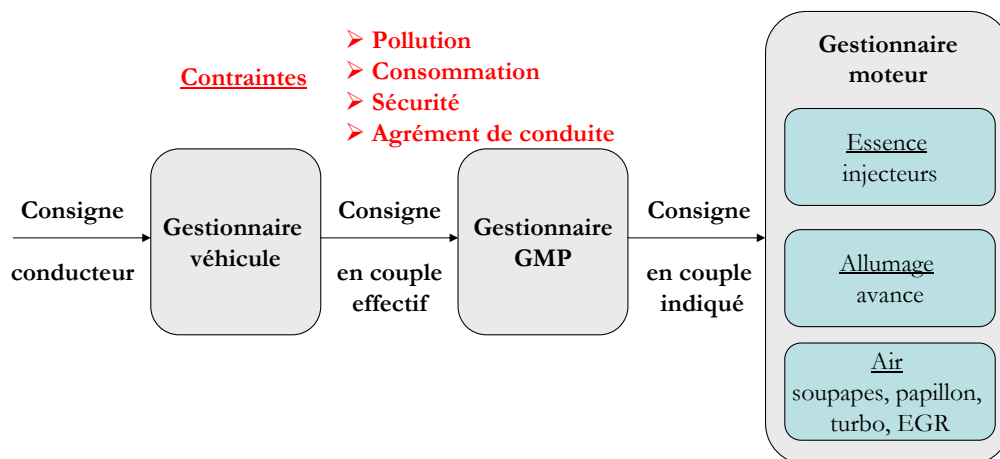 Contraintes
➢ Pollution
➢ Consommation
➢ Sécurité
➢ Agrément de conduite
Consigne
conducteur
Gestionnaire
véhicule
Consigne
en couple
effectif
Gestionnaire
GMP
Consigne
en couple
indiqué
Gestionnaire
moteur
Essence
injecteurs
Allumage
avance
Air
soupapes, papillon,
turbo, EGR